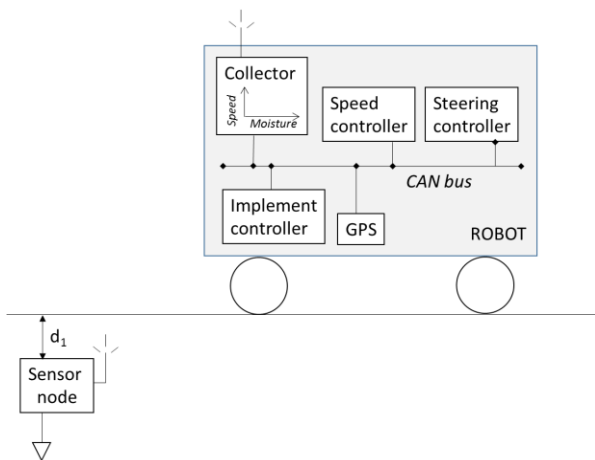 Collector
Speed
Moisture
Speed
controller
Steering
controller
CAN bus
Implement
controller
GPS
ROBOT
d₁
Sensor
node